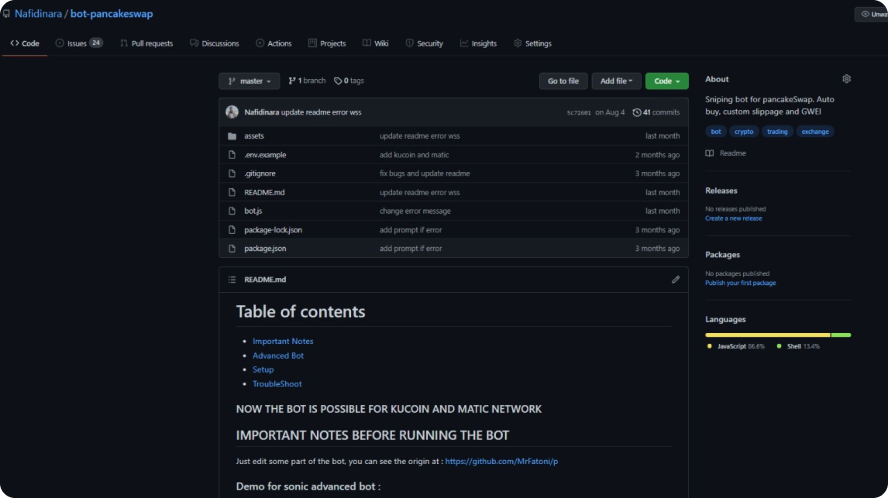 Nafidinara / bot-pancakeswap
Unwa
Code Issues 24 Pull requests Discussions Actions Projects Wiki Security Insights Settings
master 1 branch 0 tags Go to file Add file Code
Nafidinara update readme error wss on Aug 4 41 commits
assets update readme error wss last month
.env.example add kucoin and matic 2 months ago
.gitignore fix bugs and update readme 3 months ago
README.md update readme error wss last month
bot.js change error message last month
package-lock.json add prompt if error 3 months ago
package.json add prompt if error 3 months ago
README.md
Table of contents
Important Notes
Advanced Bot
Setup
TroubleShoot
NOW THE BOT IS POSSIBLE FOR KUCOIN AND MATIC NETWORK
IMPORTANT NOTES BEFORE RUNNING THE BOT
Just edit some part of the bot, you can see the origin at : https://github.com/MrFatoni/p
Demo for sonic advanced bot :
About
Sniping bot for pancakeSwap. Auto
buy, custom slippage and GWEI
bot crypto trading exchange
Readme
Releases
No releases published
Create a new release
Packages
No packages published
Publish your first package
Languages
JavaScript 86.6% Shell 13.4%